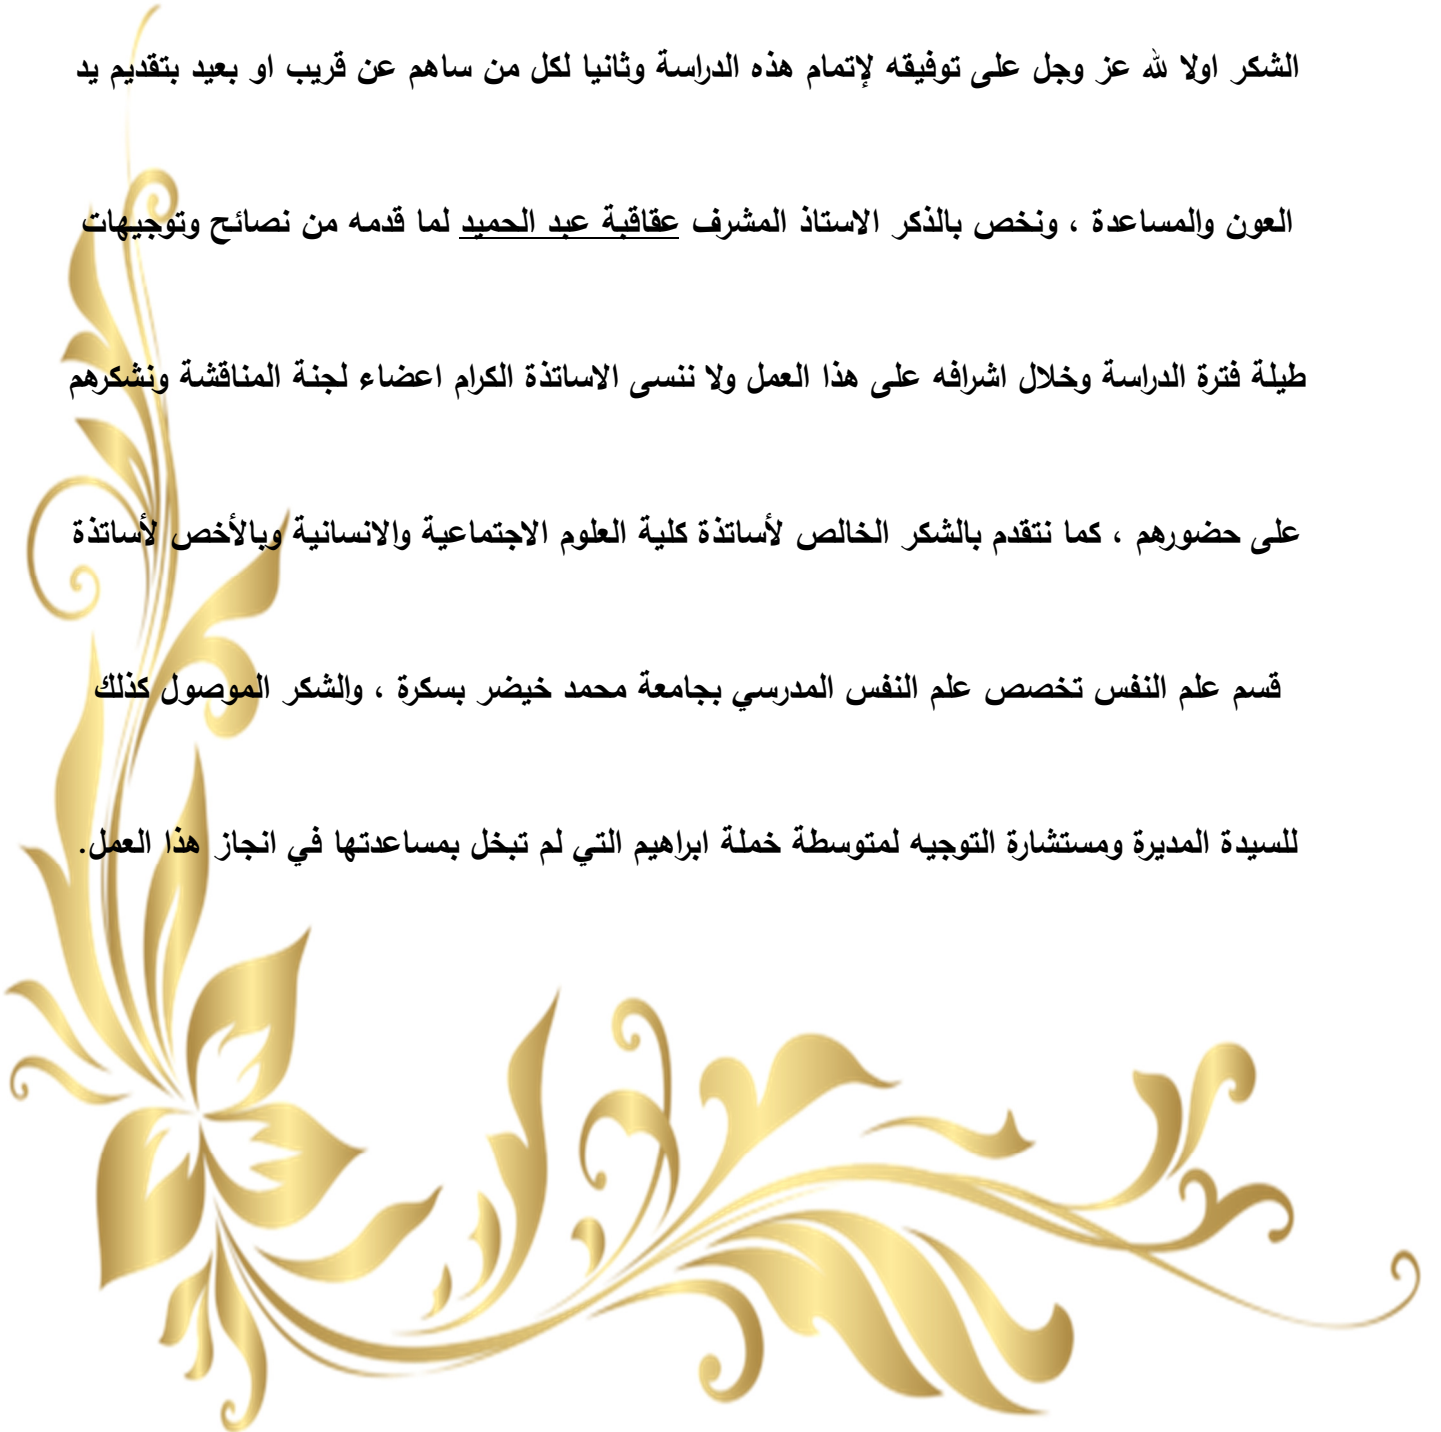 الشكر اولا لله عز وجل على توفيقه لإتمام هذه الدراسة وثانيا لكل من ساهم عن قريب او بعيد بتقديم يد
العون والمساعدة ، ونخص بالذكر الاستاذ المشرف عقاقبة عبد الحميد لما قدمه من نصائح وتوجيهات
طيلة فترة الدراسة وخلال اشرافه على هذا العمل ولا ننسى الاساتذة الكرام اعضاء لجنة المناقشة ونشكرهم
على حضورهم ، كما نتقدم بالشكر الخالص لأساتذة كلية العلوم الاجتماعية والانسانية وبالأخص لأساتذة
قسم علم النفس تخصص علم النفس المدرسي بجامعة محمد خيضر بسكرة ، والشكر الموصول كذلك
للسيدة المديرة ومستشارة التوجيه لمتوسطة خملة ابراهيم التي لم تبخل بمساعدتها في انجاز هذا العمل.